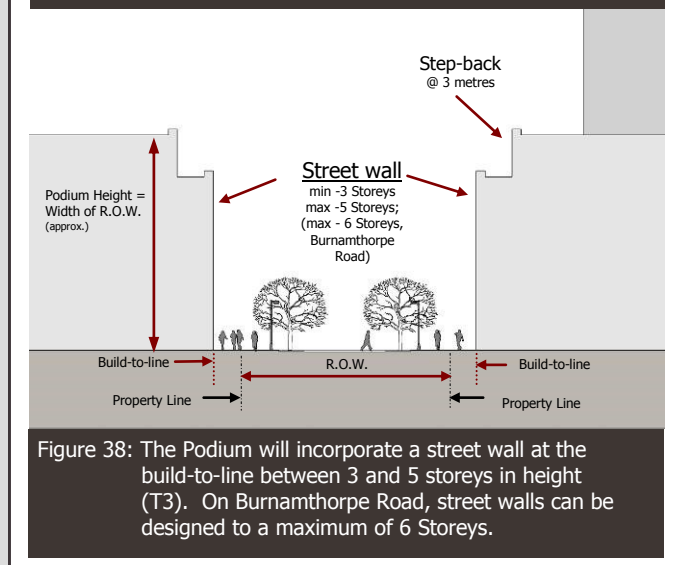 Step-back
@ 3 metres
Street wall
min -3 Storeys
max -5 Storeys;
(max - 6 Storeys,
Burnamthorpe
Road)
Podium Height =
Width of R.O.W.
(approx.)
Build-to-line
R.O.W.
Build-to-line
Property Line
Property Line
Figure 38: The Podium will incorporate a street wall at the
build-to-line between 3 and 5 storeys in height
(T3). On Burnamthorpe Road, street walls can be
designed to a maximum of 6 Storeys.